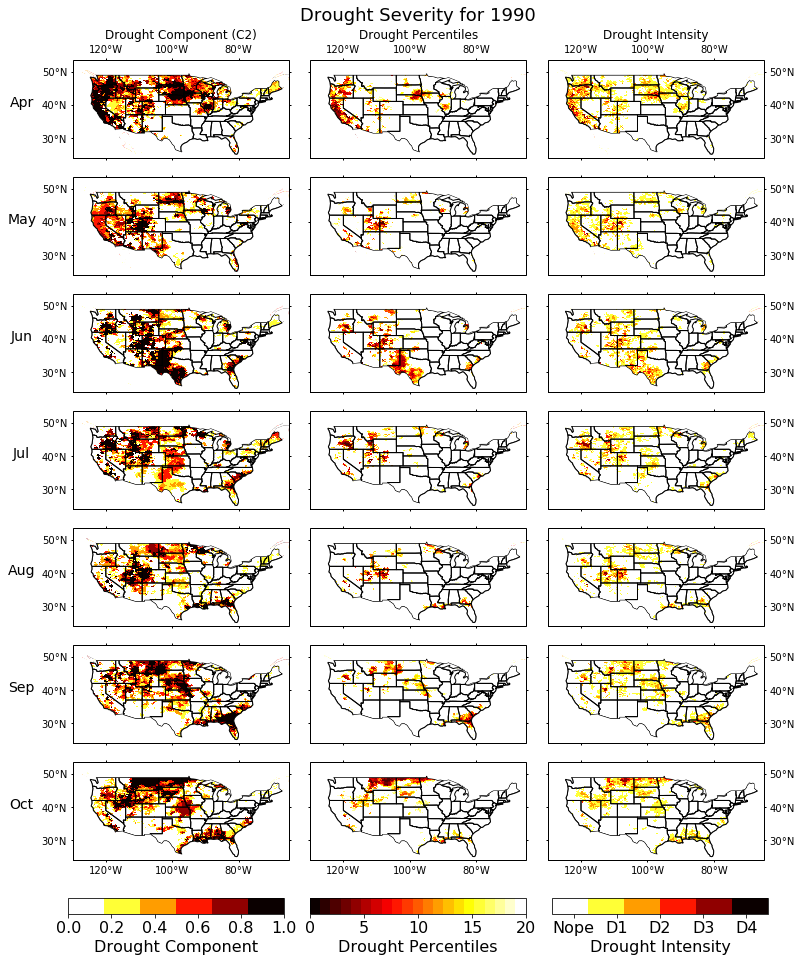 Drought Severity for 1990
Drought Component (C2) Drought Percentiles Drought Intensity
120°W 100°W 80°W 120°W 100°W 80°W 120°W 100°W 80°W
Apr
50°N 50°N
40°N 40°N
30°N 30°N
May
50°N 50°N
40°N 40°N
30°N 30°N
Jun
50°N 50°N
40°N 40°N
30°N 30°N
Jul
50°N 50°N
40°N 40°N
30°N 30°N
Aug
50°N 50°N
40°N 40°N
30°N 30°N
Sep
50°N 50°N
40°N 40°N
30°N 30°N
Oct
50°N 50°N
40°N 40°N
30°N 30°N
120°W 100°W 80°W 120°W 100°W 80°W 120°W 100°W 80°W
0.0 0.2 0.4 0.6 0.8 1.0
Drought Component
0 5 10 15 20
Drought Percentiles
Nope D1 D2 D3 D4
Drought Intensity